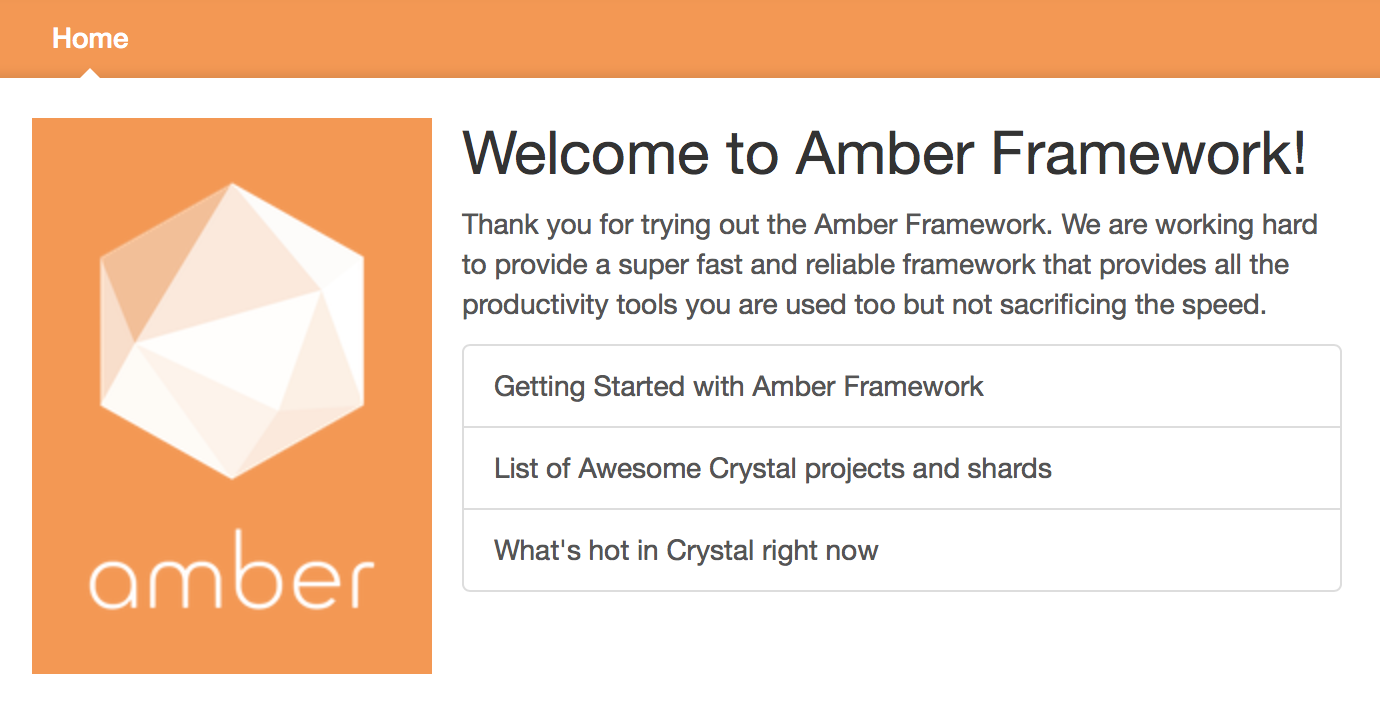 Home
Welcome to Amber Framework!
Thank you for trying out the Amber Framework. We are working hard
to provide a super fast and reliable framework that provides all the
productivity tools you are used too but not sacrificing the speed.
Getting Started with Amber Framework
List of Awesome Crystal projects and shards
What's hot in Crystal right now
amber